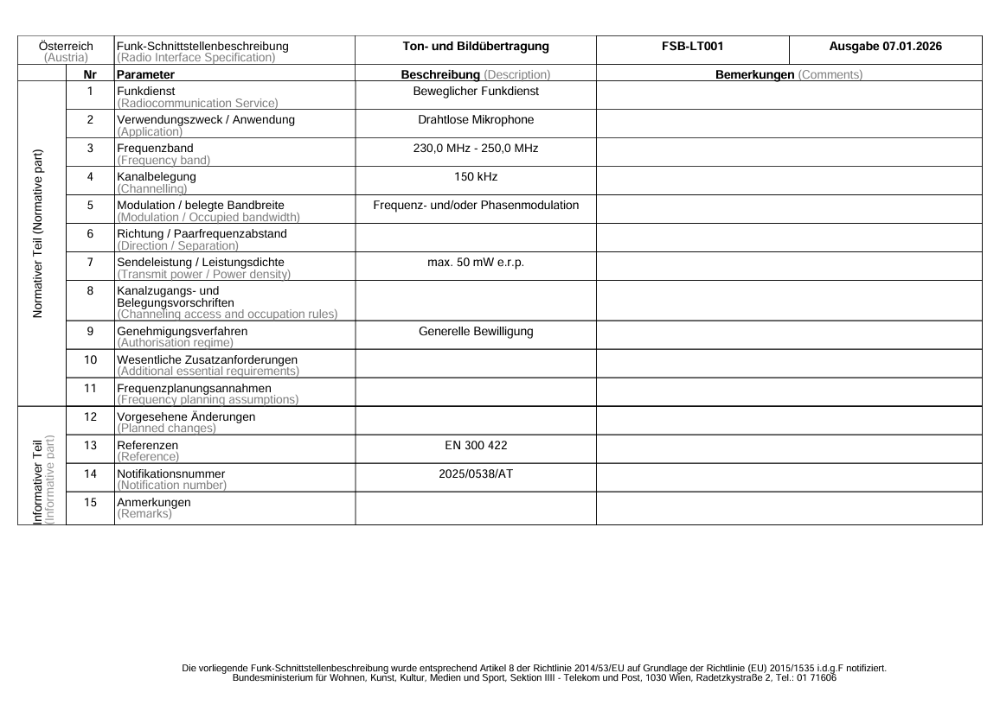 Österreich
(Austria)
Funk-Schnittstellenbeschreibung
(Radio Interface Specification)
Ton- und Bildübertragung
FSB-LT001
Ausgabe 07.01.2026
Nr
Parameter
Beschreibung (Description)
Bemerkungen (Comments)
Normativer Teil (Normative part)
1
Funkdienst
(Radiocommunication Service)
Beweglicher Funkdienst
2
Verwendungszweck / Anwendung
(Application)
Drahtlose Mikrophone
3
Frequenzband
(Frequency band)
230,0 MHz - 250,0 MHz
4
Kanalbelegung
(Channelling)
150 kHz
5
Modulation / belegte Bandbreite
(Modulation / Occupied bandwidth)
Frequenz- und/oder Phasenmodulation
6
Richtung / Paarfrequenzabstand
(Direction / Separation)
7
Sendeleistung / Leistungsdichte
(Transmit power / Power density)
max. 50 mW e.r.p.
8
Kanalzugangs- und
Belegungsvorschriften
(Channeling access and occupation rules)
9
Genehmigungsverfahren
(Authorisation regime)
Generelle Bewilligung
10
Wesentliche Zusatzanforderungen
(Additional essential requirements)
11
Frequenzplanungsannahmen
(Frequency planning assumptions)
Informativer Teil
(Informative part)
12
Vorgesehene Änderungen
(Planned changes)
13
Referenzen
(Reference)
EN 300 422
14
Notifikationsnummer
(Notification number)
2025/0538/AT
15
Anmerkungen
(Remarks)
Die vorliegende Funk-Schnittstellenbeschreibung wurde entsprechend Artikel 8 der Richtlinie 2014/53/EU auf Grundlage der Richtlinie (EU) 2015/1535 i.d.g.F notifiziert.
Bundesministerium für Wohnen, Kunst, Kultur, Medien und Sport, Sektion IIII - Telekom und Post, 1030 Wien, Radetzkystraße 2, Tel.: 01 71606